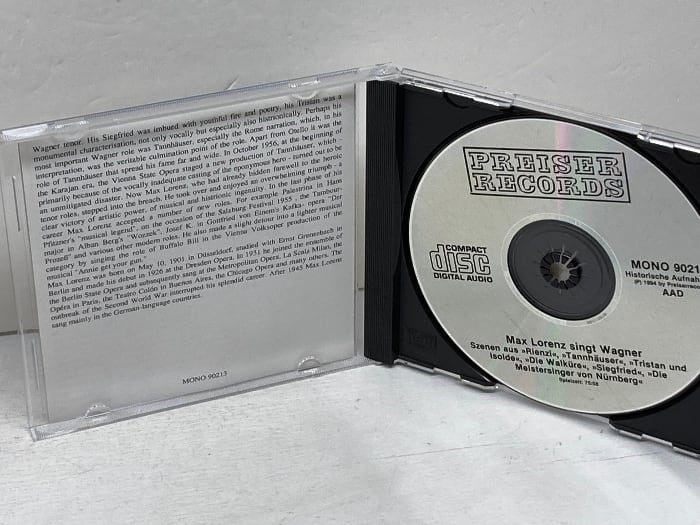 Wagner tenor. His Siegfried was imbued with youthful fire and poetry, his Tristan was a
monumental characterisation, not only vocally but especially also histrionically. Perhaps his
most important Wagner role was Tannhäuser, especially the Rome narration, which, in his
interpretation, was the veritable culmination point of the role. Apart from Otello it was the
role of Tannhäuser that spread his fame far and wide. In October 1956, at the beginning of
the Karajan era, the Vienna State Opera staged a new production of Tannhäuser, which -
primarily because of the vocally inadequate casting of the eponymous hero - turned out to be
an unmitigated disaster. Now Max Lorenz, who had already bidden farewell to the heroic
tenor roles, stepped into the breach. He took over and enjoyed an overwhelming triumph - a
clear victory of artistic power, of musical and histrionic ingenuity. In the last phase of his
career Max Lorenz accepted a number of new roles. For example Palestrina in Hans
Pfitzner's "musical legend", on the occasion of the Salzburg Festival 1955, the Tambour-
major in Alban Berg's "Wozzek", Josef K. in Gottfried von Einem's Kafka, opera "Der
Prozeß" and various other modern roles. He also made a slight detour into a lighter musical
category by singing the role of Buffalo Bill in the Vienna Volksoper production of the
musical "Annie get your gun."
Max Lorenz was born on May 10, 1901 in Düsseldorf, studied with Ernst Grenzebach in
Berlin and made his debut in 1926 at the Dresden Opera. In 1931 he joined the ensemble of
the Berlin State Opera and subsequently sang at the Metropolitan Opera, La Scala Milan, the
Opéra in Paris, the Teatro Colón in Buenos Aires, the Chicago Opera and many others. The
outbreak of the Second World War interrupted his splendid career. After 1945 Max Lorenz
sang mainly in the German-language countries.
MONO 90213
PREISER
RECORDS
COMPACT
disc
DIGITAL AUDIO
MONO 9021
Historische Aufnah
(P) 1994 by Preiserrec
AAD
Max Lorenz singt Wagner
Szenen aus »Rienzi«, »Tannhäuser«, »Tristan und
Isolde«, »Die Walküre«, »Siegfried«, »Die
Meistersinger von Nürnberg«
Spielzeit: 75:58